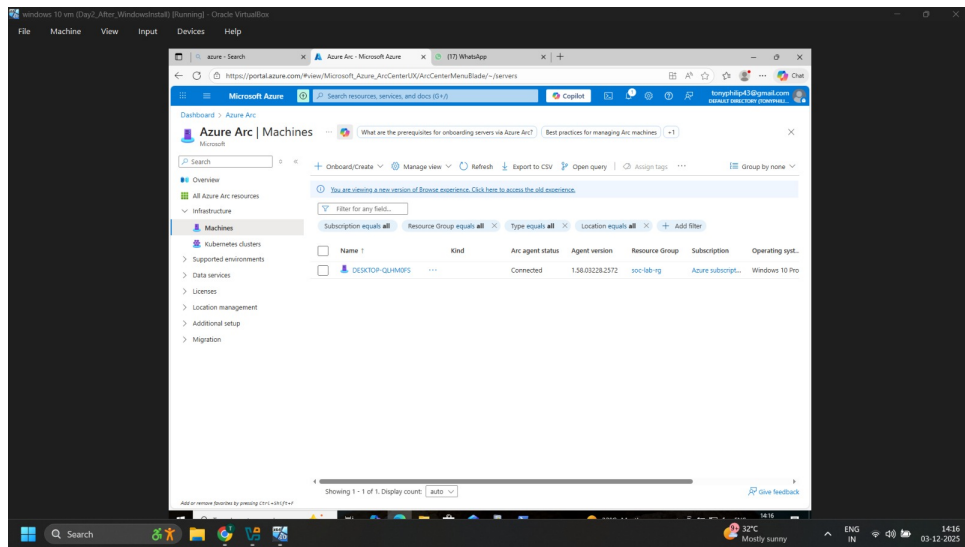 windows 10 vm (Day2_After_WindowsInstall) [Running] - Oracle VirtualBox
File Machine View Input Devices Help
azure - Search
Azure Arc - Microsoft Azure
(17) WhatsApp
https://portal.azure.com/#view/Microsoft_Azure_ArcCenterUX/ArcCenterMenuBlade/~/servers
Chat
Microsoft Azure
Search resources, services, and docs (G+/)
Copilot
tonyphilip43@gmail.com
DEFAULT DIRECTORY (TONYPHILI...
Dashboard > Azure Arc
Azure Arc | Machines
Microsoft
What are the prerequisites for onboarding servers via Azure Arc?
Best practices for managing Arc machines
+1
Search
Overview
All Azure Arc resources
Infrastructure
Machines
Kubernetes clusters
Supported environments
Data services
Licenses
Location management
Additional setup
Migration
Add or remove favorites by pressing Ctrl+Shift+F
Onboard/Create Manage view Refresh Export to CSV Open query Assign tags Group by none
You are viewing a new version of Browse experience. Click here to access the old experience.
Filter for any field...
Subscription equals all Resource Group equals all Type equals all Location equals all Add filter
Name ↑ Kind Arc agent status Agent version Resource Group Subscription Operating syst..
DESKTOP-QLHM0FS Connected 1.58.03228.2572 soc-lab-rg Azure subscript... Windows 10 Pro
Showing 1 - 1 of 1. Display count: auto
Give feedback
14:16
Search
32°C
Mostly sunny
ENG
IN
14:16
03-12-2025